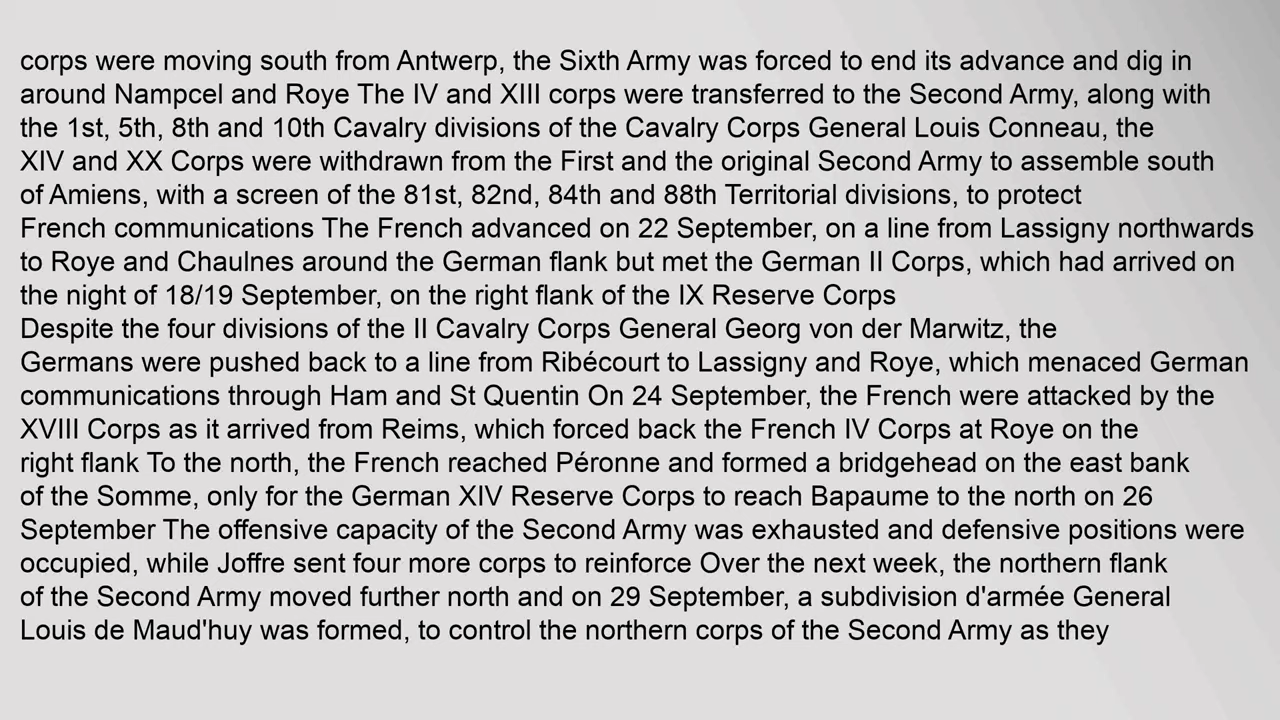 corps were moving south from Antwerp, the Sixth Army was forced to end its advance and dig in
around Nampcel and Roye The IV and XIII corps were transferred to the Second Army, along with
the 1st, 5th, 8th and 10th Cavalry divisions of the Cavalry Corps General Louis Conneau, the
XIV and XX Corps were withdrawn from the First and the original Second Army to assemble south
of Amiens, with a screen of the 81st, 82nd, 84th and 88th Territorial divisions, to protect
French communications The French advanced on 22 September, on a line from Lassigny northwards
to Roye and Chaulnes around the German flank but met the German II Corps, which had arrived on
the night of 18/19 September, on the right flank of the IX Reserve Corps
Despite the four divisions of the II Cavalry Corps General Georg von der Marwitz, the
Germans were pushed back to a line from Ribécourt to Lassigny and Roye, which menaced German
communications through Ham and St Quentin On 24 September, the French were attacked by the
XVIII Corps as it arrived from Reims, which forced back the French IV Corps at Roye on the
right flank To the north, the French reached Péronne and formed a bridgehead on the east bank
of the Somme, only for the German XIV Reserve Corps to reach Bapaume to the north on 26
September The offensive capacity of the Second Army was exhausted and defensive positions were
occupied, while Joffre sent four more corps to reinforce Over the next week, the northern flank
of the Second Army moved further north and on 29 September, a subdivision d'armée General
Louis de Maud'huy was formed, to control the northern corps of the Second Army as they